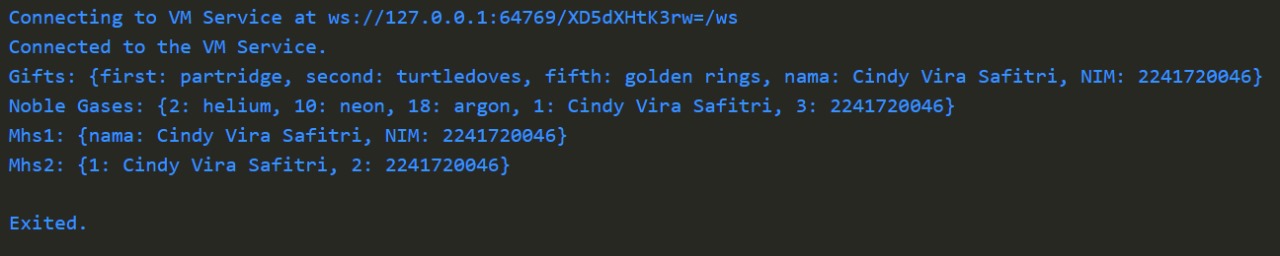 Connecting to VM Service at ws://127.0.0.1:64769/XD5dXHtK3rw=/ws
Connected to the VM Service.
Gifts: {first: partridge, second: turtledoves, fifth: golden rings, nama: Cindy Vira Safitri, NIM: 2241720046}
Noble Gases: {2: helium, 10: neon, 18: argon, 1: Cindy Vira Safitri, 3: 2241720046}
Mhs1: {nama: Cindy Vira Safitri, NIM: 2241720046}
Mhs2: {1: Cindy Vira Safitri, 2: 2241720046}
Exited.